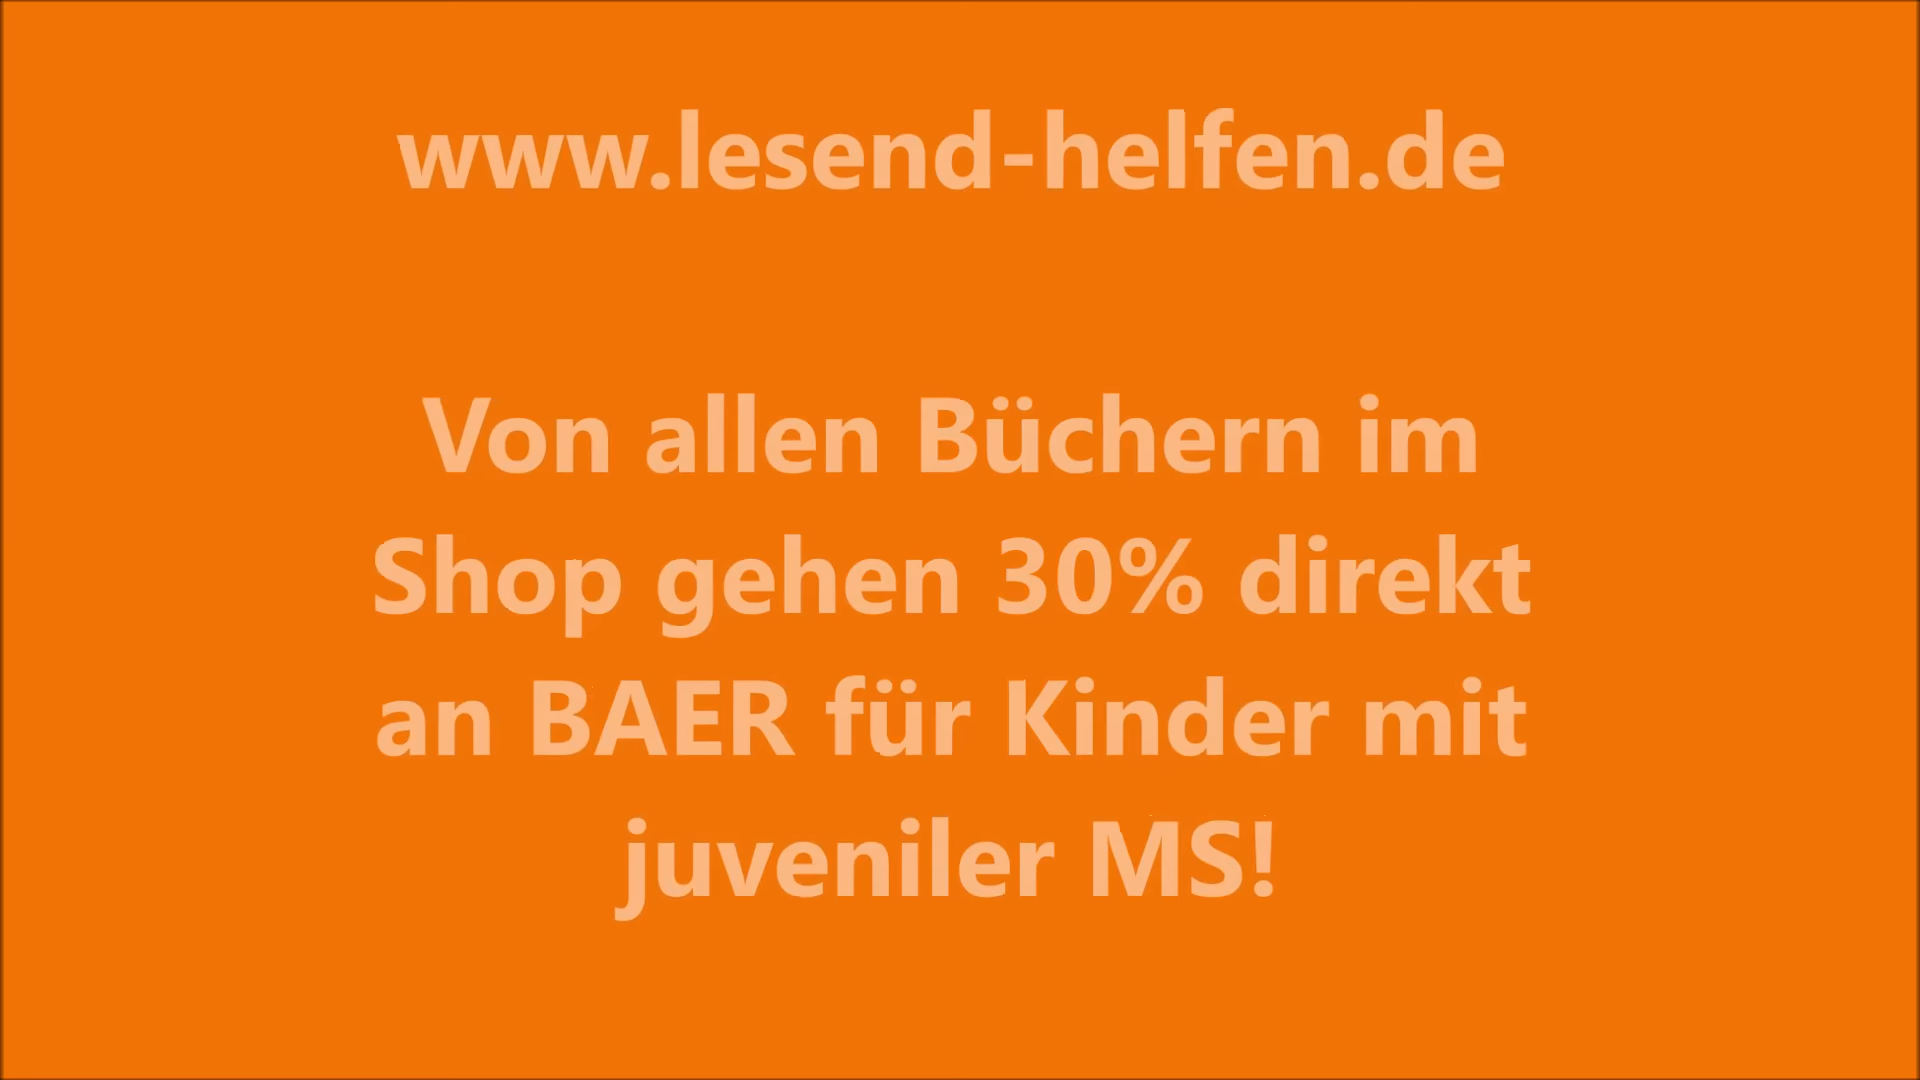 www.lesend-helfen.de
Von allen Büchern im
Shop gehen 30% direkt
an BAER für Kinder mit
juveniler MS!